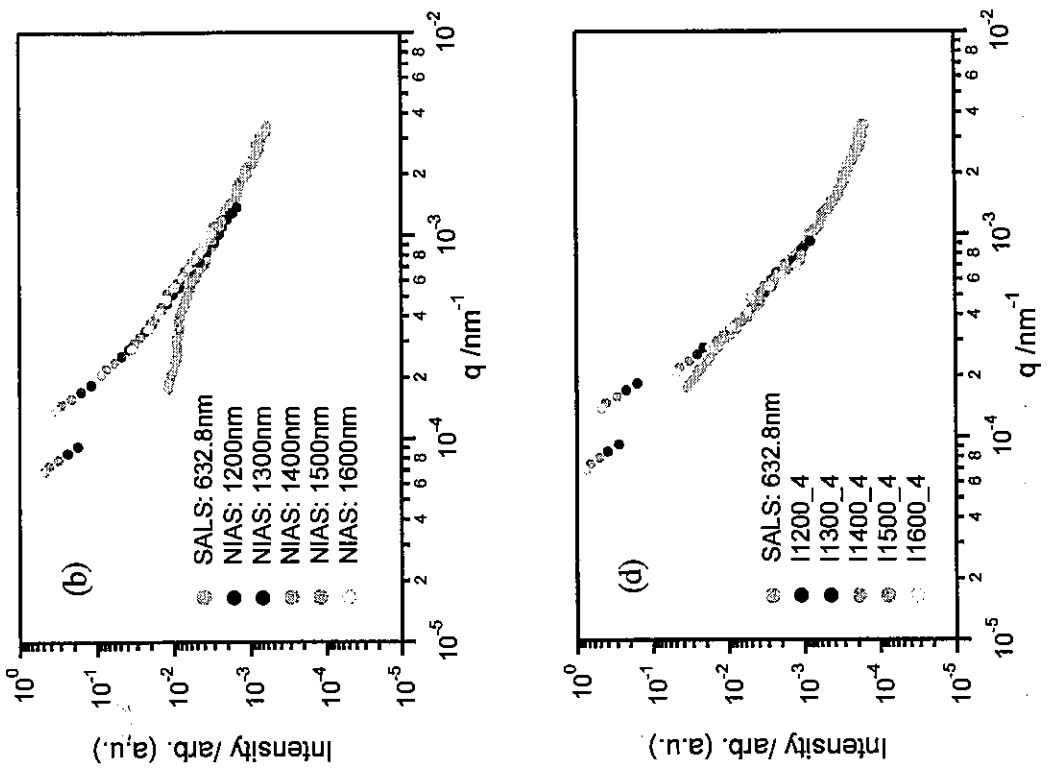 (b)
Intensity /arb. (a,u.)
10⁰
10⁻¹
10⁻²
10⁻³
10⁻⁴
10⁻⁵
SALS: 632.8nm
NIAS: 1200nm
NIAS: 1300nm
NIAS: 1400nm
NIAS: 1500nm
NIAS: 1600nm
10⁻⁵ 2 4 6 8 10⁻⁴ 2 4 6 8 10⁻³ 2 4 6 8 10⁻²
q /nm⁻¹
(d)
Intensity /arb. (a.u.)
10⁰
10⁻¹
10⁻²
10⁻³
10⁻⁴
10⁻⁵
SALS: 632.8nm
I1200_4
I1300_4
I1400_4
I1500_4
I1600_4
10⁻⁵ 2 4 6 8 10⁻⁴ 2 4 6 8 10⁻³ 2 4 6 8 10⁻²
q /nm⁻¹